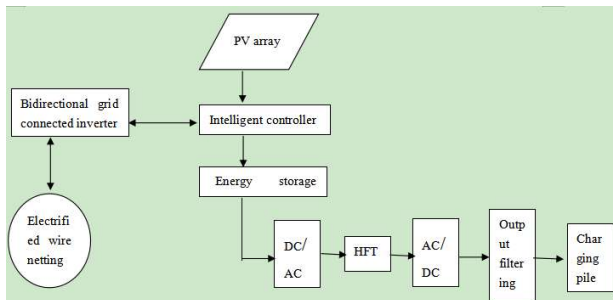 PV array
Bidirectional grid
connected inverter
Intelligent controller
Energy storage
Electrifi
ed wire
netting
DC/
AC
HFT
AC/
DC
Outp
ut filter
ing
Char
ging
pile